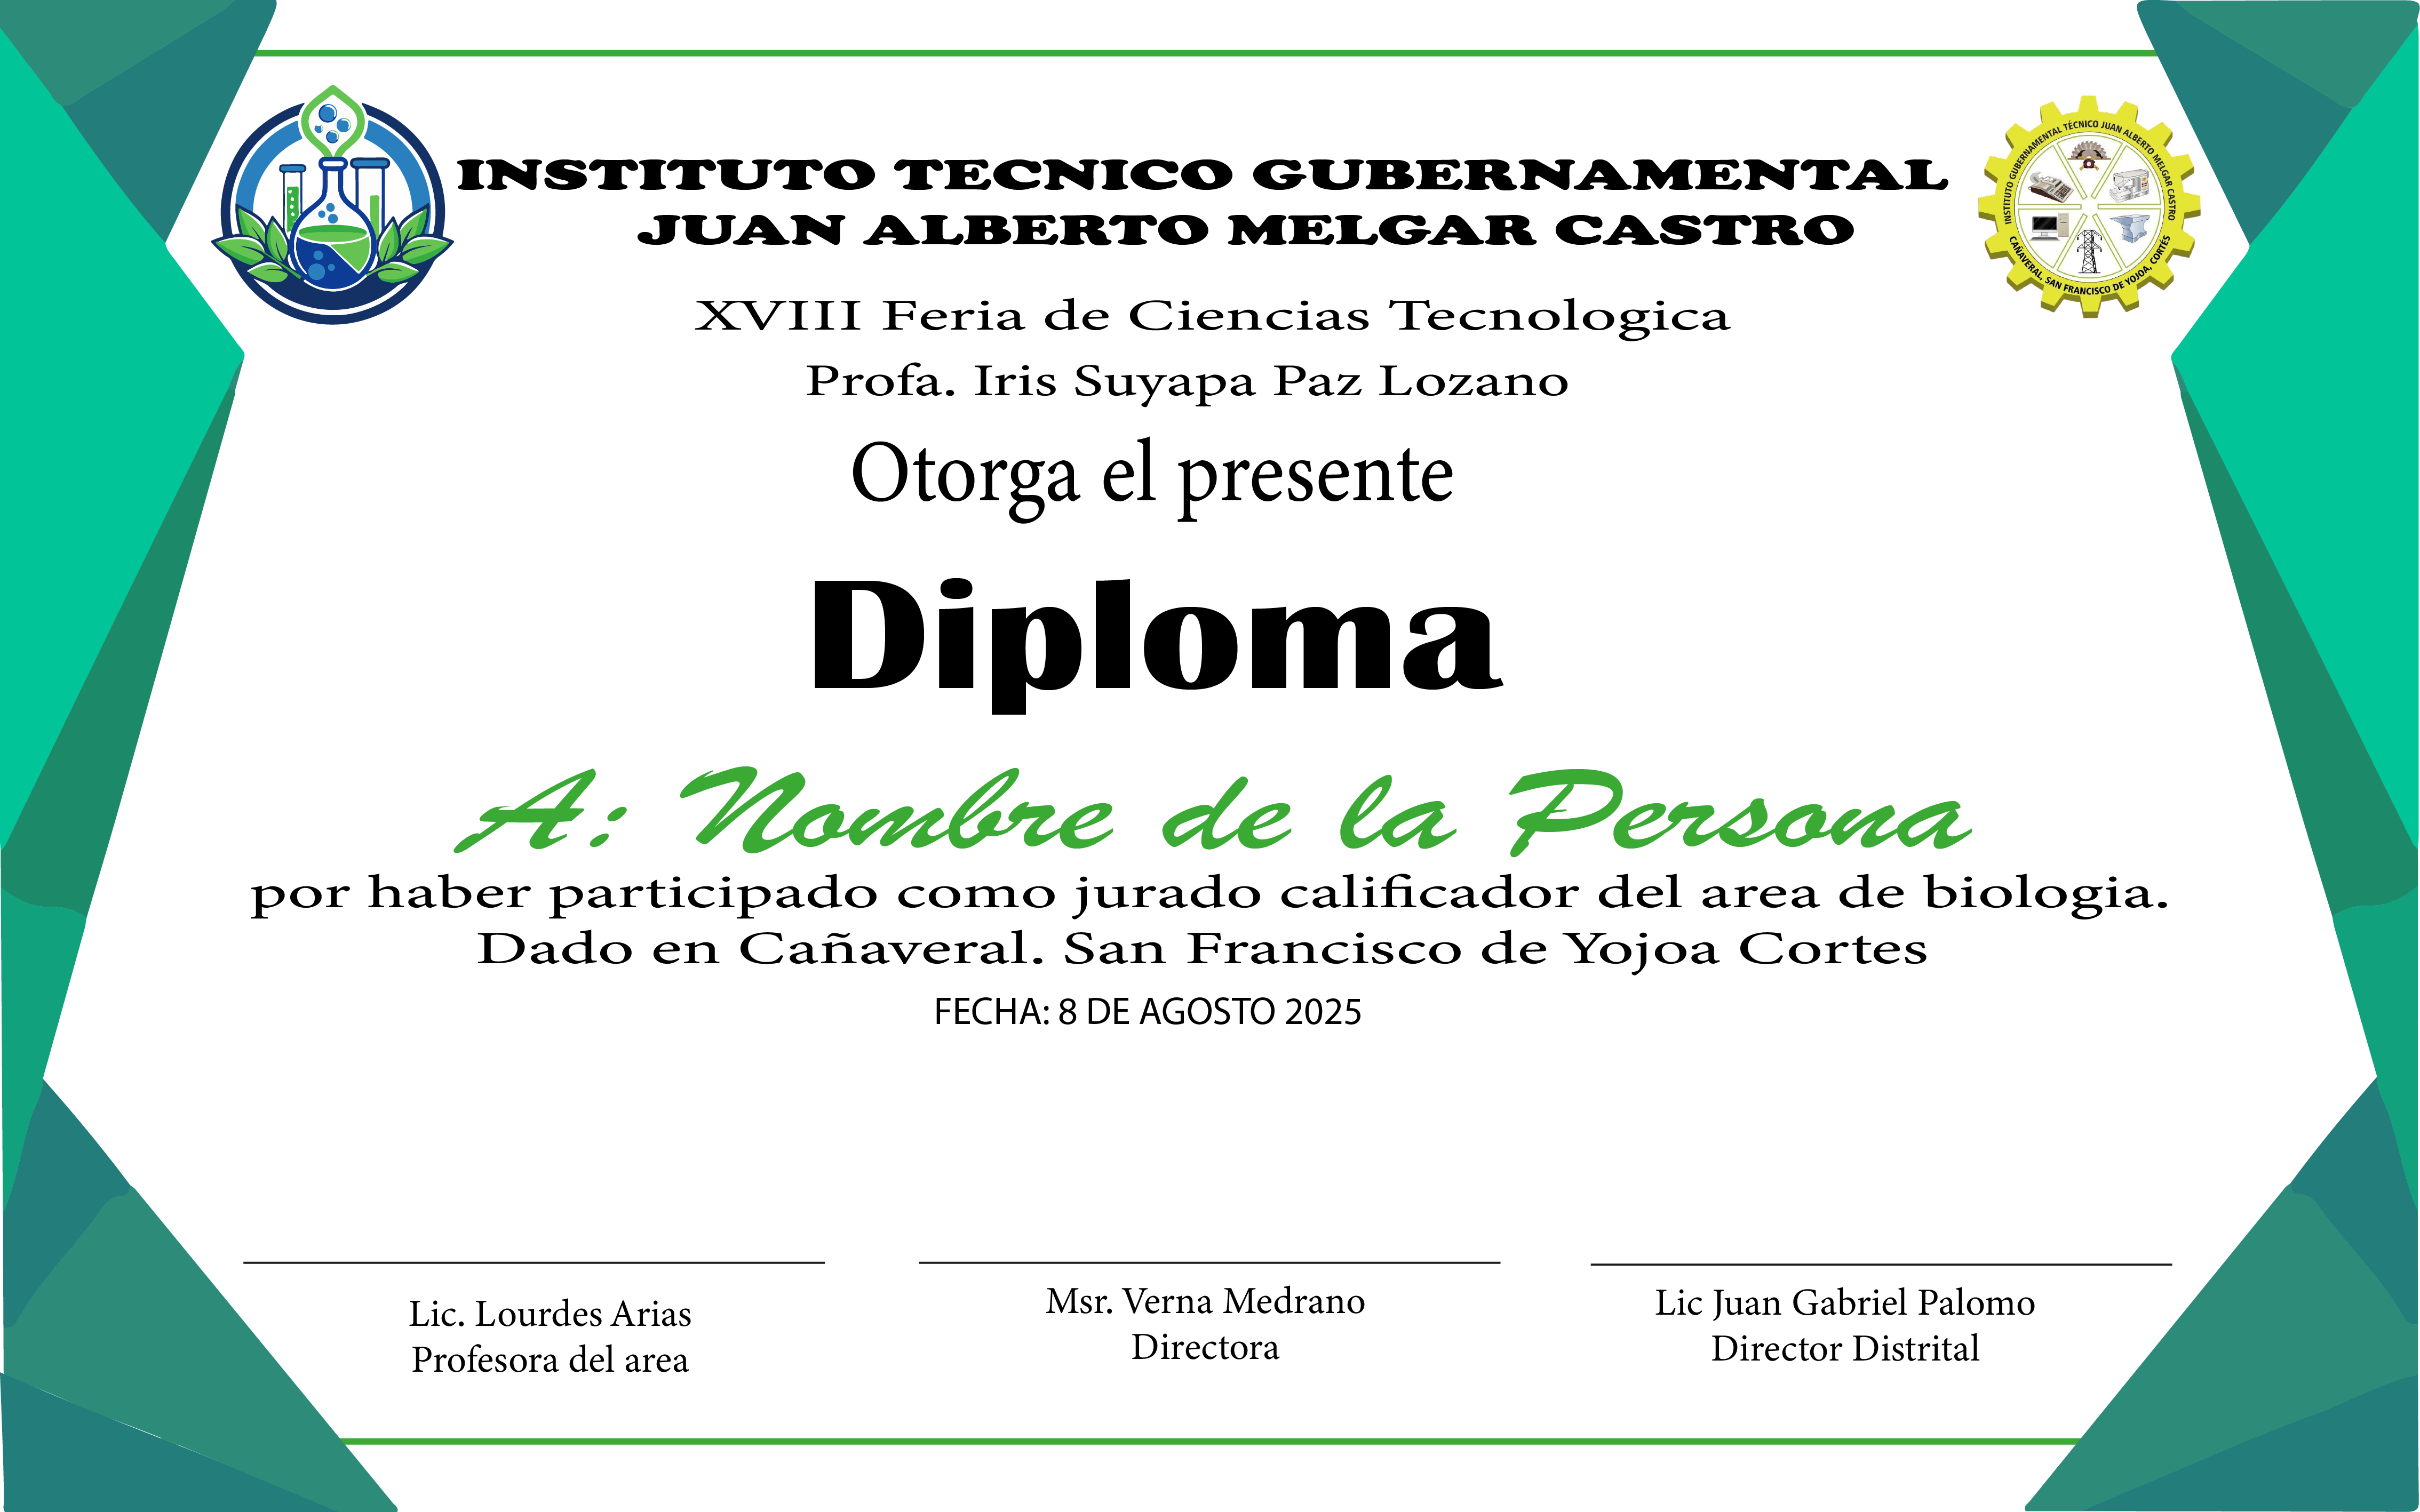 INSTITUTO TECNICO GUBERNAMENTAL
JUAN ALBERTO MELGAR CASTRO
INSTITUTO GUBERNAMENTAL TÉCNICO JUAN ALBERTO MELGAR CASTRO
CAÑAVERAL, SAN FRANCISCO DE YOJOA, CORTÉS
XVIII Feria de Ciencias Tecnologica
Profa. Iris Suyapa Paz Lozano
Otorga el presente
Diploma
A: Nombre de la Persona
por haber participado como jurado calificador del area de biologia.
Dado en Cañaveral. San Francisco de Yojoa Cortes
FECHA: 8 DE AGOSTO 2025
Lic. Lourdes Arias
Profesora del area
Msr. Verna Medrano
Directora
Lic Juan Gabriel Palomo
Director Distrital